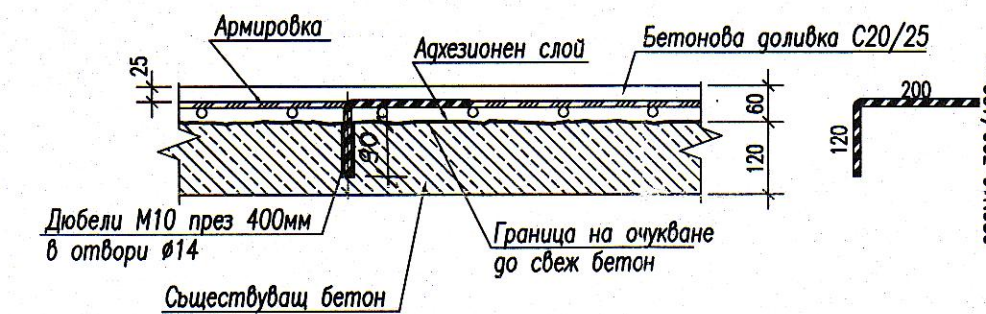 Армировка
Адхезионен слой
Бетонова доливка C20/25
25
60
120
90
200
120
Дюбели М10 през 400мм
в отвори ø14
Граница на очукване
до свеж бетон
Съществуващ бетон